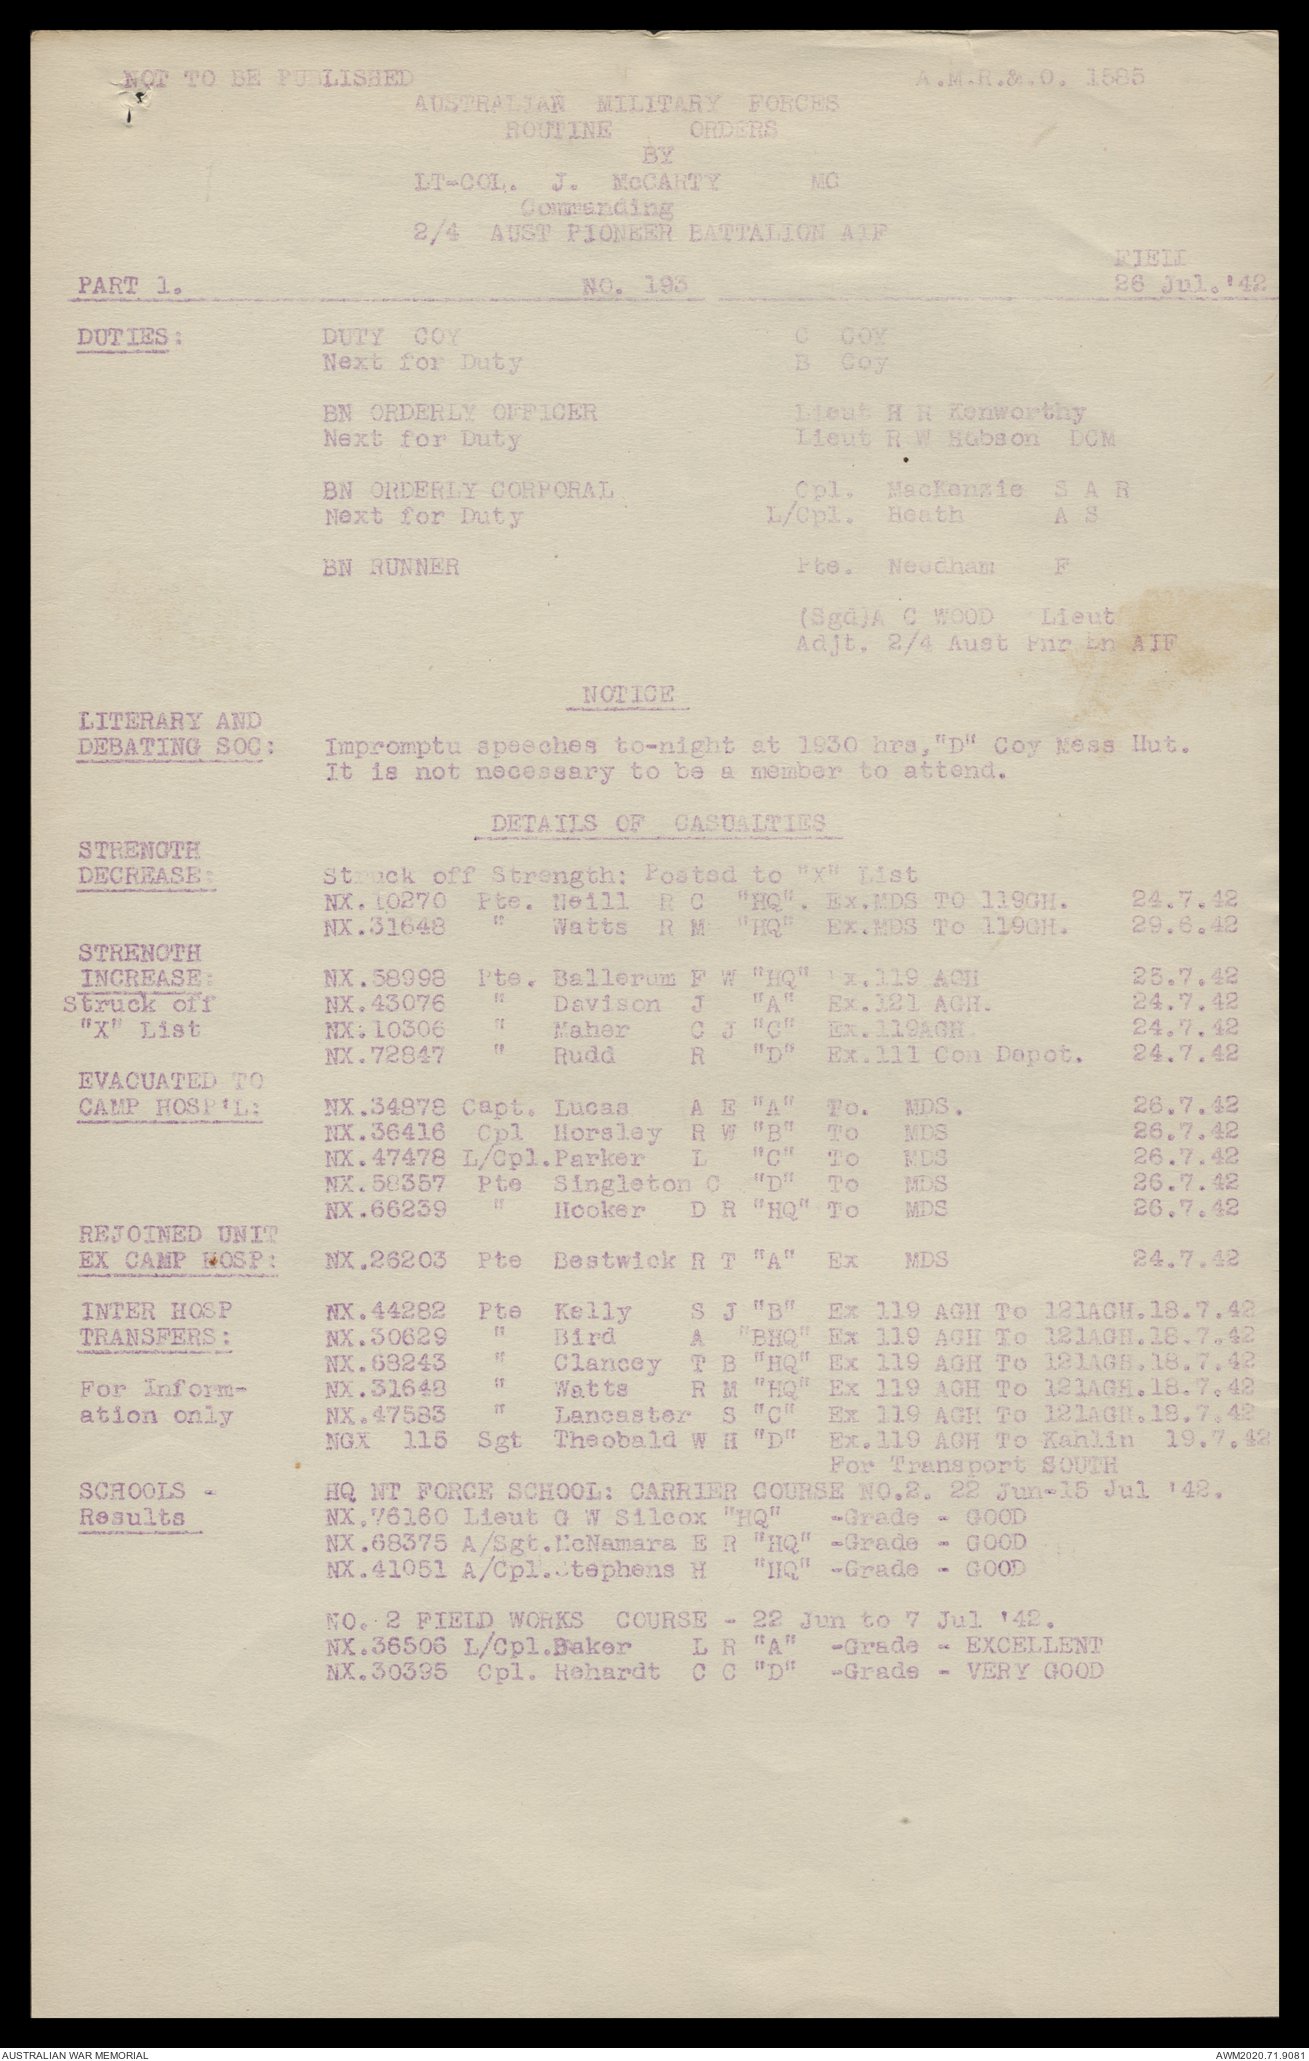 NOT TO BE PUBLISHED A.M.R.&.O. 1585
AUSTRALIAN MILITARY FORCES
ROUTINE ORDERS
BY
LT-COL. J. McCARTY MC
Commanding
2/4 AUST PIONEER BATTALION AIF
FIELD
PART 1. NO. 193 26 Jul.'42
DUTIES: DUTY COY C COY
Next for Duty B Coy
BN ORDERLY OFFICER Lieut H R Kenworthy
Next for Duty Lieut R W Hobson DCM
BN ORDERLY CORPORAL Cpl. MacKenzie S A R
Next for Duty L/Cpl. Heath A S
BN RUNNER Pte. Needham F
(Sgd)A C WOOD Lieut
Adjt. 2/4 Aust Pnr Bn AIF
NOTICE
LITERARY AND
DEBATING SOC: Impromptu speeches to-night at 1930 hrs,"D" Coy Mess Hut.
It is not necessary to be a member to attend.
DETAILS OF CASUALTIES
STRENGTH
DECREASE: Struck off Strength: Posted to "X" List
NX.10270 Pte. Neill R C "HQ". Ex.MDS TO 119GH. 24.7.42
NX.31648 " Watts R M "HQ" Ex.MDS To 119GH. 29.6.42
STRENGTH
INCREASE: NX.58998 Pte. Ballerum F W "HQ" Ex.119 AGH 25.7.42
Struck off NX.43076 " Davison J "A" Ex.121 AGH. 24.7.42
"X" List NX.10306 " Maher C J "C" Ex.119AGH. 24.7.42
NX.72847 " Rudd R "D" Ex.111 Con Depot. 24.7.42
EVACUATED TO
CAMP HOSP'L: NX.34878 Capt. Lucas A E "A" To. MDS. 26.7.42
NX.36416 Cpl Horsley R W "B" To MDS 26.7.42
NX.47478 L/Cpl.Parker L "C" To MDS 26.7.42
NX.58357 Pte Singleton C "D" To MDS 26.7.42
NX.66239 " Hooker D R "HQ" To MDS 26.7.42
REJOINED UNIT
EX CAMP HOSP: NX.26203 Pte Bestwick R T "A" Ex MDS 24.7.42
INTER HOSP NX.44282 Pte Kelly S J "B" Ex 119 AGH To 121AGH.18.7.42
TRANSFERS: NX.30629 " Bird A "BHQ" Ex 119 AGH To 121AGH.18.7.42
NX.68243 " Clancey T B "HQ" Ex 119 AGH To 121AGH.18.7.42
For Inform- NX.31648 " Watts R M "HQ" Ex 119 AGH To 121AGH.18.7.42
ation only NX.47583 " Lancaster S "C" Ex 119 AGH To 121AGH.18.7.42
NGX 115 Sgt Theobald W H "D" Ex.119 AGH To Kahlin 19.7.42
For Transport SOUTH
SCHOOLS - HQ NT FORCE SCHOOL: CARRIER COURSE NO.2. 22 Jun-15 Jul '42.
Results NX.76160 Lieut G W Silcox "HQ" -Grade - GOOD
NX.68375 A/Sgt.McNamara E R "HQ" -Grade - GOOD
NX.41051 A/Cpl.Stephens H "HQ" -Grade - GOOD
NO. 2 FIELD WORKS COURSE - 22 Jun to 7 Jul '42.
NX.36506 L/Cpl.Baker L R "A" -Grade - EXCELLENT
NX.30395 Cpl. Rehardt C C "D" -Grade - VERY GOOD
AUSTRALIAN WAR MEMORIAL AWM2020.71.9081